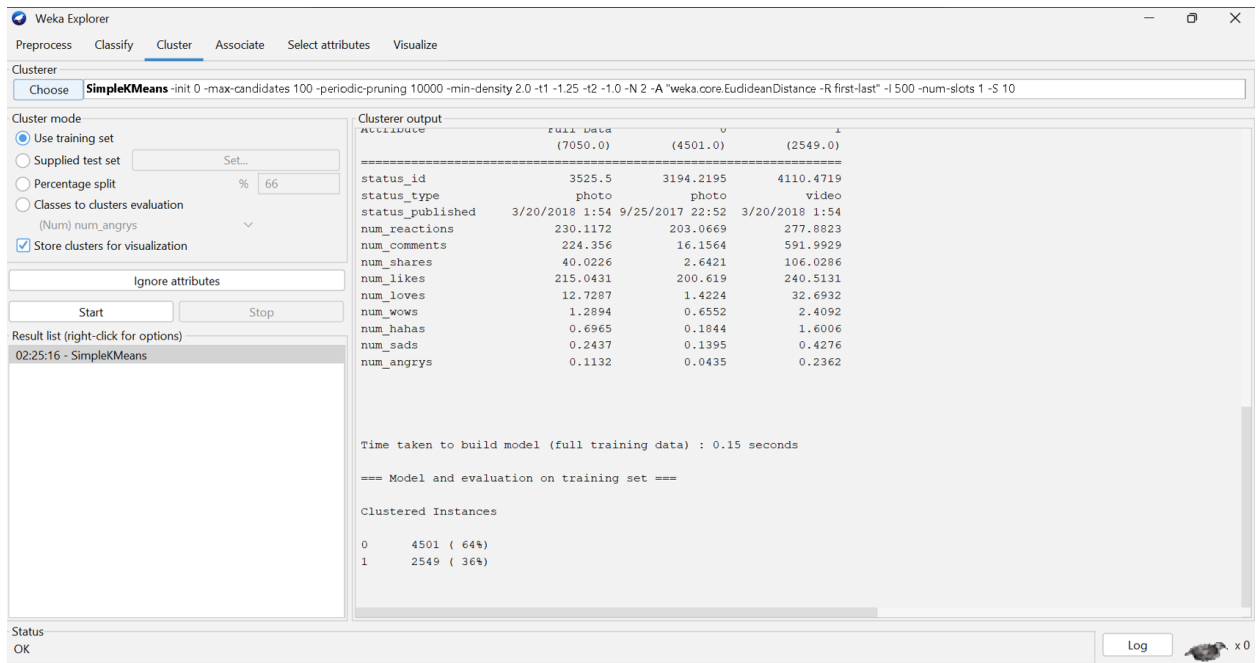 Weka Explorer
Preprocess Classify Cluster Associate Select attributes Visualize
Clusterer
Choose SimpleKMeans -init 0 -max-candidates 100 -periodic-pruning 10000 -min-density 2.0 -t1 -1.25 -t2 -1.0 -N 2 -A "weka.core.EuclideanDistance -R first-last" -I 500 -num-slots 1 -S 10
Cluster mode
Use training set
Supplied test set Set...
Percentage split % 66
Classes to clusters evaluation
(Num) num_angrys
Store clusters for visualization
Ignore attributes
Start Stop
Result list (right-click for options)
02:25:16 - SimpleKMeans
Clusterer output
Attribute Full Data 0 1
(7050.0) (4501.0) (2549.0)
==========================================================================
status_id 3525.5 3194.2195 4110.4719
status_type photo photo video
status_published 3/20/2018 1:54 9/25/2017 22:52 3/20/2018 1:54
num_reactions 230.1172 203.0669 277.8823
num_comments 224.356 16.1564 591.9929
num_shares 40.0226 2.6421 106.0286
num_likes 215.0431 200.619 240.5131
num_loves 12.7287 1.4224 32.6932
num_wows 1.2894 0.6552 2.4092
num_hahas 0.6965 0.1844 1.6006
num_sads 0.2437 0.1395 0.4276
num_angrys 0.1132 0.0435 0.2362
Time taken to build model (full training data) : 0.15 seconds
=== Model and evaluation on training set ===
Clustered Instances
0 4501 ( 64%)
1 2549 ( 36%)
Status
OK
Log x 0